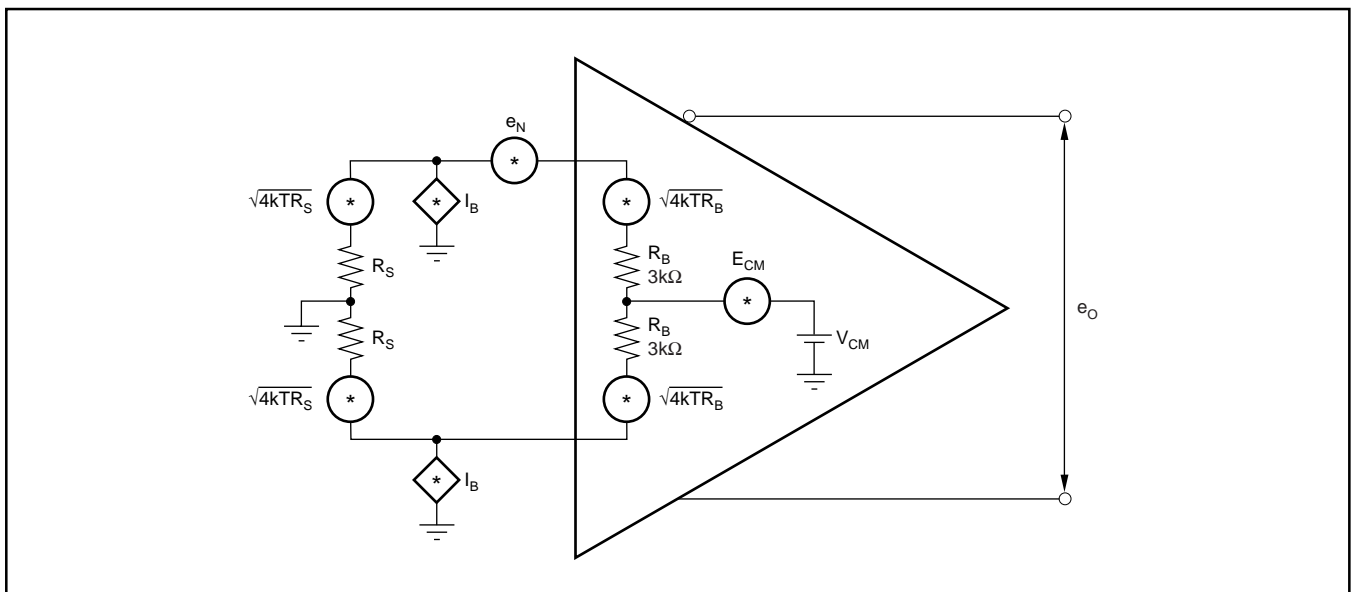 e_N
√4kTR_S
* I_B
*
* √4kTR_B
*
R_S
R_B
3kΩ
E_CM
*
e_O
R_S
R_B
3kΩ
V_CM
√4kTR_S
*
* √4kTR_B
* I_B